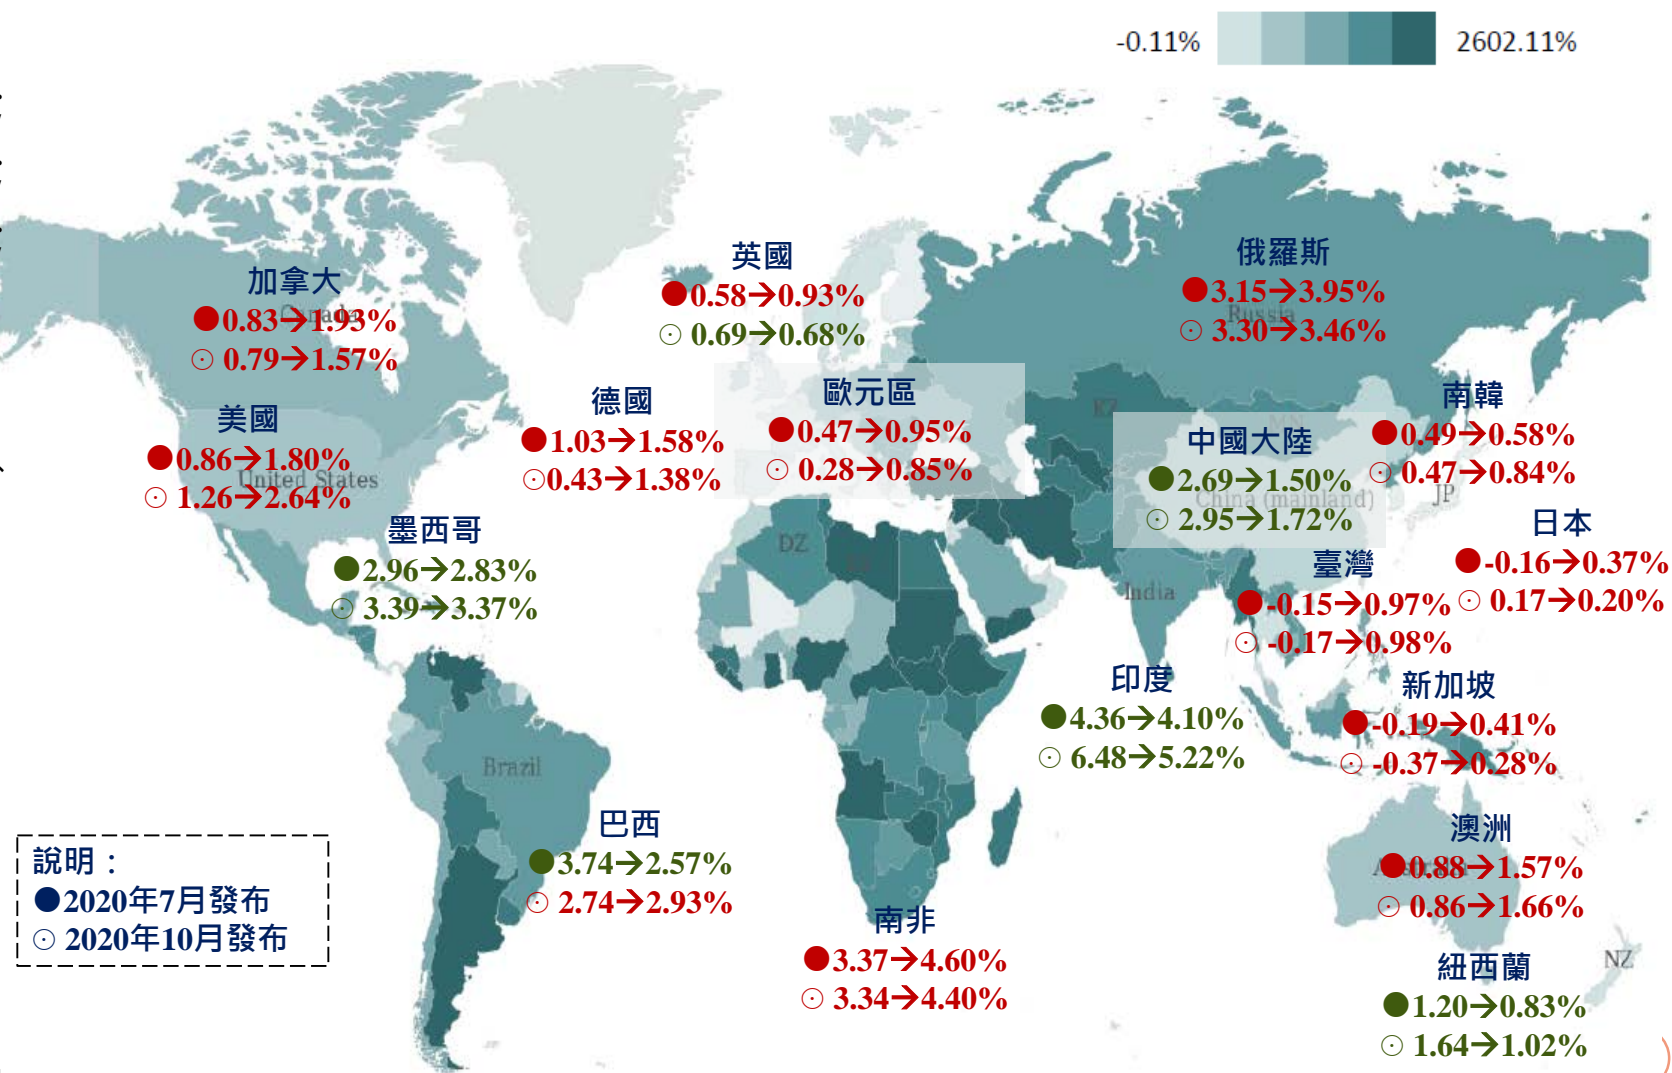 -0.11% 2602.11%
加拿大
Canada
●0.83→1.93%
⊙ 0.79→1.57%
美國
●0.86→1.80%
United States
⊙ 1.26→2.64%
墨西哥
●2.96→2.83%
⊙ 3.39→3.37%
英國
●0.58→0.93%
⊙ 0.69→0.68%
德國
●1.03→1.58%
⊙0.43→1.38%
歐元區
●0.47→0.95%
⊙ 0.28→0.85%
俄羅斯
●3.15→3.95%
Russia
⊙ 3.30→3.46%
KZ
MN
中國大陸
●2.69→1.50%
China (mainland)
⊙ 2.95→1.72%
南韓
●0.49→0.58%
⊙ 0.47→0.84%
JP
日本
●-0.16→0.37%
⊙ 0.17→0.20%
臺灣
●-0.15→0.97%
⊙ -0.17→0.98%
DZ
India
印度
●4.36→4.10%
⊙ 6.48→5.22%
新加坡
●-0.19→0.41%
⊙ -0.37→0.28%
Brazil
巴西
●3.74→2.57%
⊙ 2.74→2.93%
南非
●3.37→4.60%
⊙ 3.34→4.40%
澳洲
Australia
●0.88→1.57%
⊙ 0.86→1.66%
紐西蘭
NZ
●1.20→0.83%
⊙ 1.64→1.02%
說明：
●2020年7月發布
⊙ 2020年10月發布